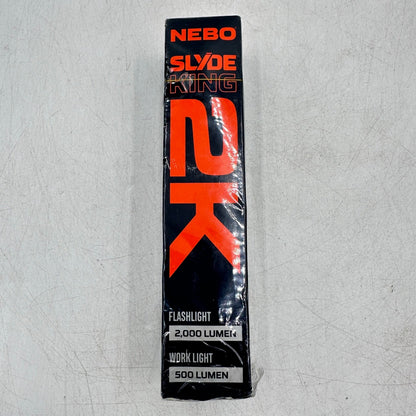 NEBO
SLYDE
KING
2K
FLASHLIGHT
2,000 LUMEN
WORK LIGHT
500 LUMEN